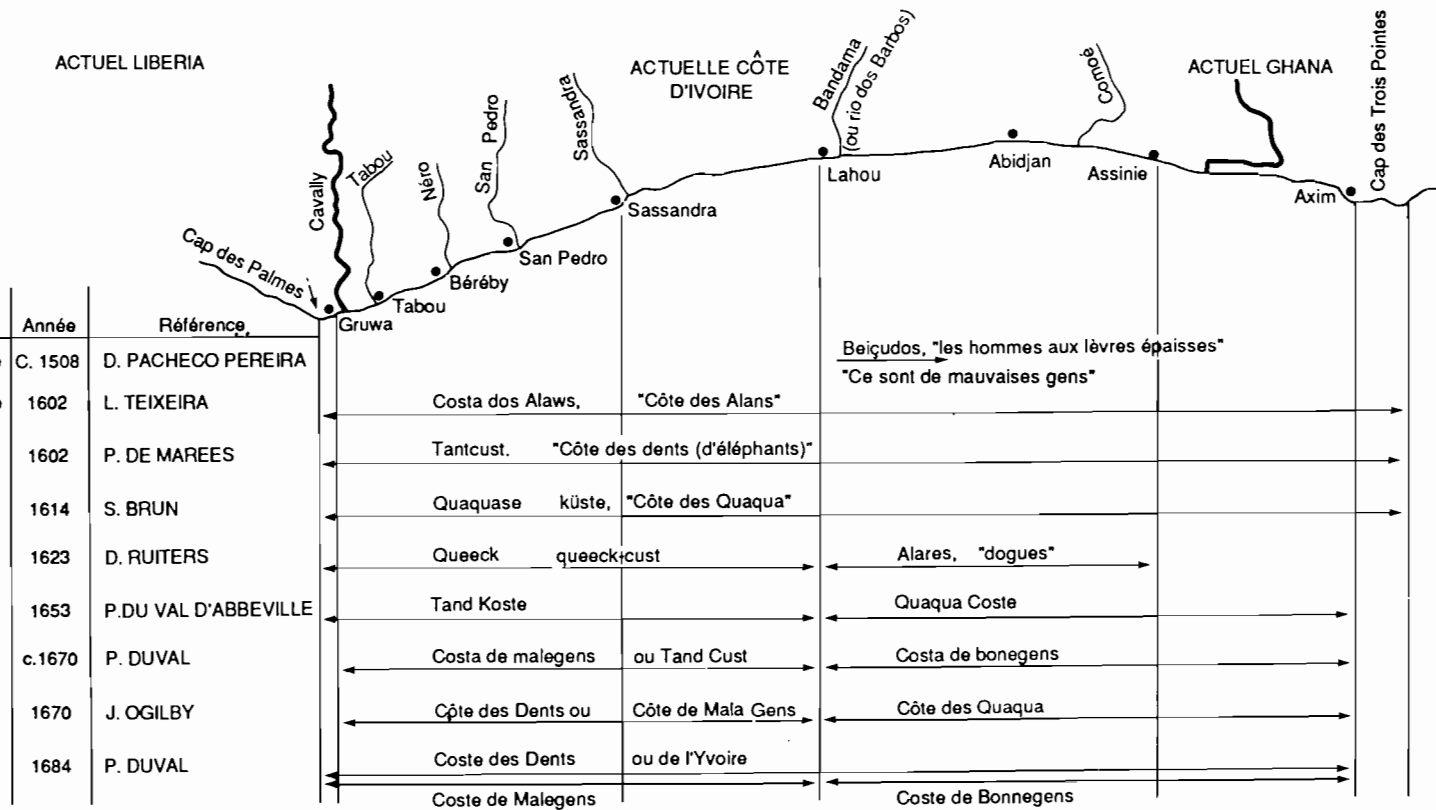 ACTUEL LIBERIA
ACTUELLE CÔTE
D'IVOIRE
ACTUEL GHANA
Cap des Palmes
Cavally
Tabou
Néro
San Pedro
Sassandra
Bandama
(ou rio dos Barbos)
Comoé
Cap des Trois Pointes
Gruwa
Tabou
Béréby
San Pedro
Sassandra
Lahou
Abidjan
Assinie
Axim
Année Référence
C. 1508 D. PACHECO PEREIRA Beiçudos, "les hommes aux lèvres épaisses"
"Ce sont de mauvaises gens"
1602 L. TEIXEIRA Costa dos Alaws, "Côte des Alans"
1602 P. DE MAREES Tantcust. "Côte des dents (d'éléphants)"
1614 S. BRUN Quaquase küste, "Côte des Quaqua"
1623 D. RUITERS Queeck queeck-cust Alares, "dogues"
1653 P.DU VAL D'ABBEVILLE Tand Koste Quaqua Coste
c.1670 P. DUVAL Costa de malegens ou Tand Cust Costa de bonegens
1670 J. OGILBY Côte des Dents ou Côte de Mala Gens Côte des Quaqua
1684 P. DUVAL Coste des Dents ou de l'Yvoire
Coste de Malegens Coste de Bonnegens